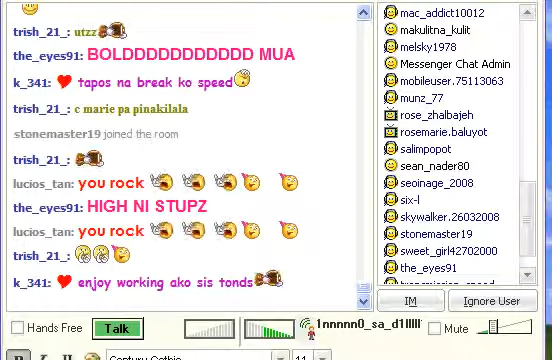 trish_21_: utzz
the_eyes91: BOLDDDDDDDDDDD MUA
k_341: tapos na break ko speed
trish_21_: c marie pa pinakilala
stonemaster19 joined the room
trish_21_:
lucios_tan: you rock
the_eyes91: HIGH NI STUPZ
lucios_tan: you rock
trish_21_:
k_341: enjoy working ako sis tonds
mac_addict10012
makulitna_kulit
melsky1978
Messenger Chat Admin
mobileuser.75113063
munz_77
rose_zhalbajeh
rosemarie.baluyot
salimpopot
sean_nader80
seoinage_2008
six-l
skywalker.26032008
stonemaster19
sweet_girl42702000
the_eyes91
IM
Ignore User
Hands Free
Talk
Mute
B I U
Century Gothic
11